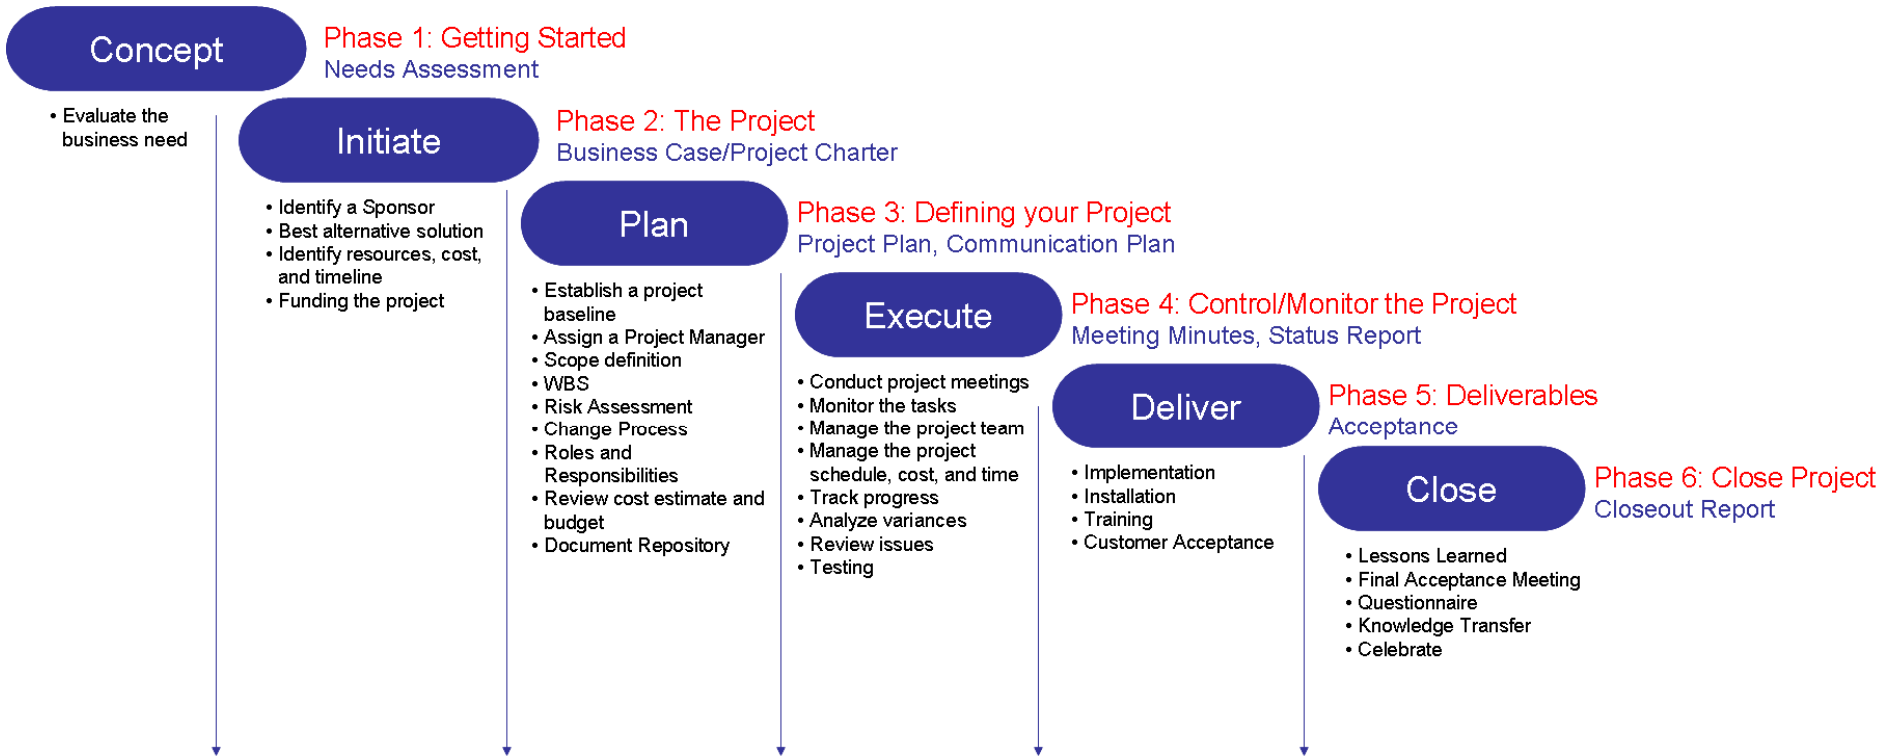 Concept
Phase 1: Getting Started
Needs Assessment
• Evaluate the
business need
Initiate
Phase 2: The Project
Business Case/Project Charter
• Identify a Sponsor
• Best alternative solution
• Identify resources, cost,
and timeline
• Funding the project
Plan
Phase 3: Defining your Project
Project Plan, Communication Plan
• Establish a project
baseline
• Assign a Project Manager
• Scope definition
• WBS
• Risk Assessment
• Change Process
• Roles and
Responsibilities
• Review cost estimate and
budget
• Document Repository
Execute
Phase 4: Control/Monitor the Project
Meeting Minutes, Status Report
• Conduct project meetings
• Monitor the tasks
• Manage the project team
• Manage the project
schedule, cost, and time
• Track progress
• Analyze variances
• Review issues
• Testing
Deliver
Phase 5: Deliverables
Acceptance
• Implementation
• Installation
• Training
• Customer Acceptance
Close
Phase 6: Close Project
Closeout Report
• Lessons Learned
• Final Acceptance Meeting
• Questionnaire
• Knowledge Transfer
• Celebrate